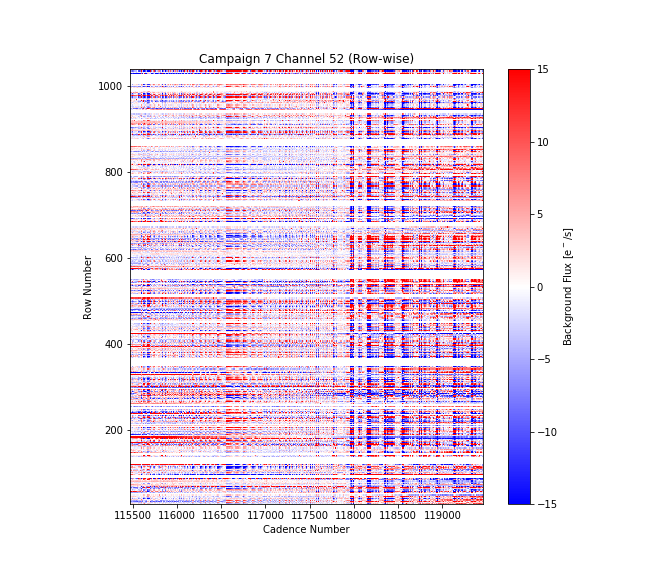 Campaign 7 Channel 52 (Row-wise)
1000
800
600
400
200
Row Number
115500 116000 116500 117000 117500 118000 118500 119000
Cadence Number
15
10
5
0
−5
−10
−15
Background Flux [e⁻/s]